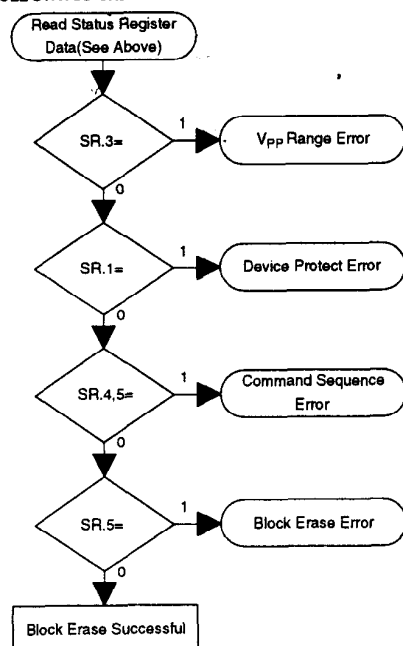 Read Status Register
Data(See Above)
SR.3=
1
VPP Range Error
0
SR.1=
1
Device Protect Error
0
SR.4,5=
1
Command Sequence
Error
0
SR.5=
1
Block Erase Error
0
Block Erase Successful